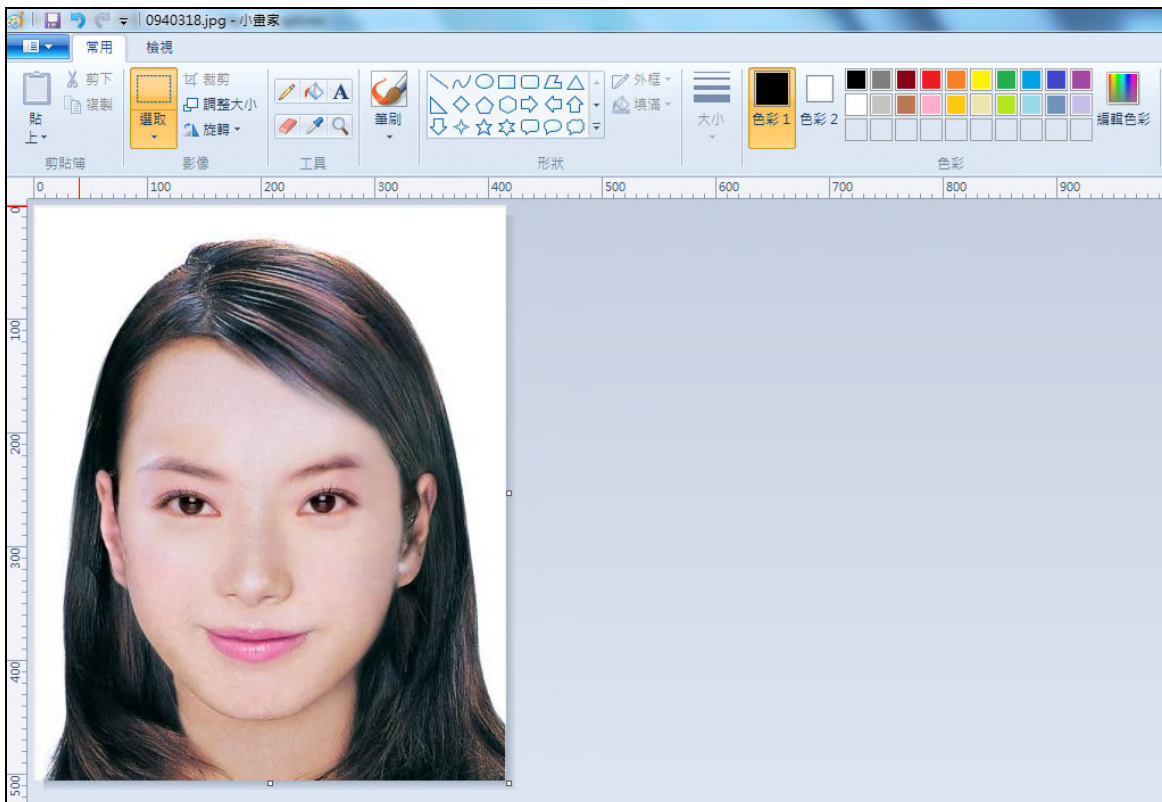 0940318.jpg - 小畫家
常用 檢視
貼上
剪下
複製
剪貼簿
選取
裁剪
調整大小
旋轉
影像
A
工具
筆刷
外框
填滿
形狀
大小
色彩 1
色彩 2
編輯色彩
色彩
0 100 200 300 400 500 600 700 800 900
0
100
200
300
400
500